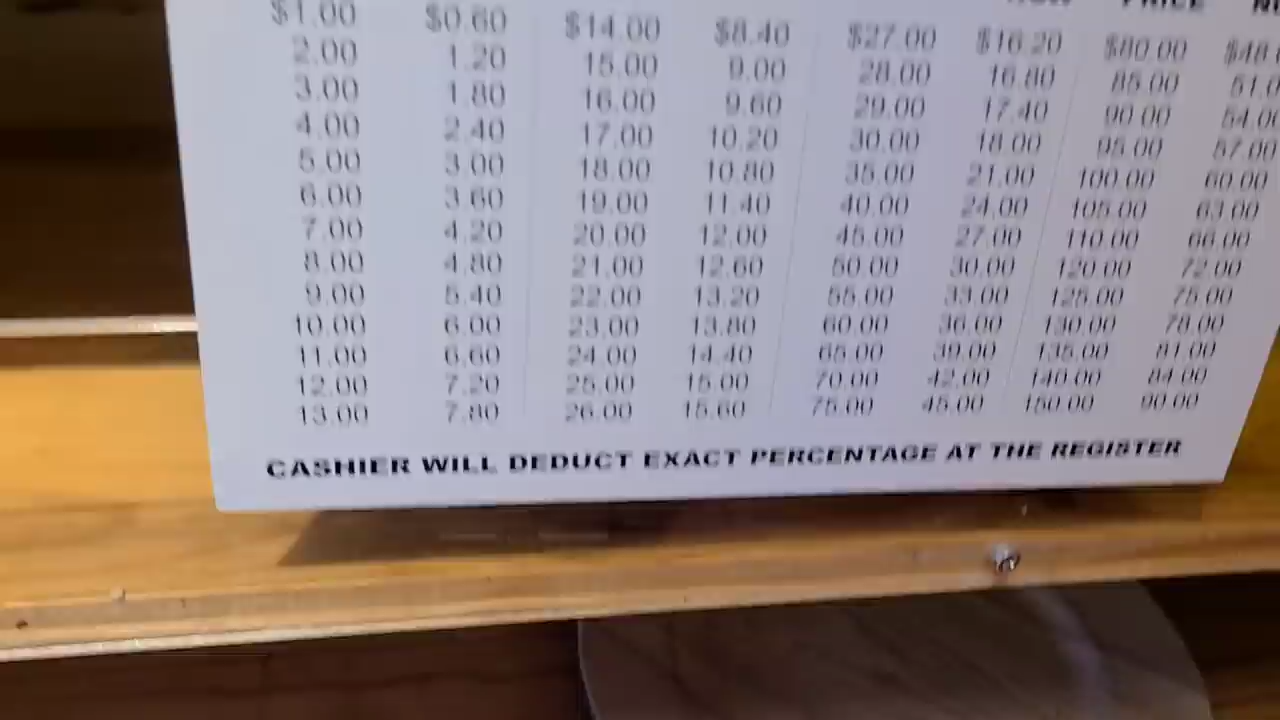 PRICE
$1.00 $0.60 $14.00 $8.40 $27.00 $16.20 $80.00
2.00 1.20 15.00 9.00 28.00 16.80 85.00
3.00 1.80 16.00 9.60 29.00 17.40 90.00
4.00 2.40 17.00 10.20 30.00 18.00 95.00 57.00
5.00 3.00 18.00 10.80 35.00 21.00 100.00 60.00
6.00 3.60 19.00 11.40 40.00 24.00 105.00 63.00
7.00 4.20 20.00 12.00 45.00 27.00 110.00 66.00
8.00 4.80 21.00 12.60 50.00 30.00 120.00 72.00
9.00 5.40 22.00 13.20 55.00 33.00 125.00 75.00
10.00 6.00 23.00 13.80 60.00 36.00 130.00 78.00
11.00 6.60 24.00 14.40 65.00 39.00 135.00 81.00
12.00 7.20 25.00 15.00 70.00 42.00 140.00 84.00
13.00 7.80 26.00 15.60 75.00 45.00 150.00 90.00
CASHIER WILL DEDUCT EXACT PERCENTAGE AT THE REGISTER